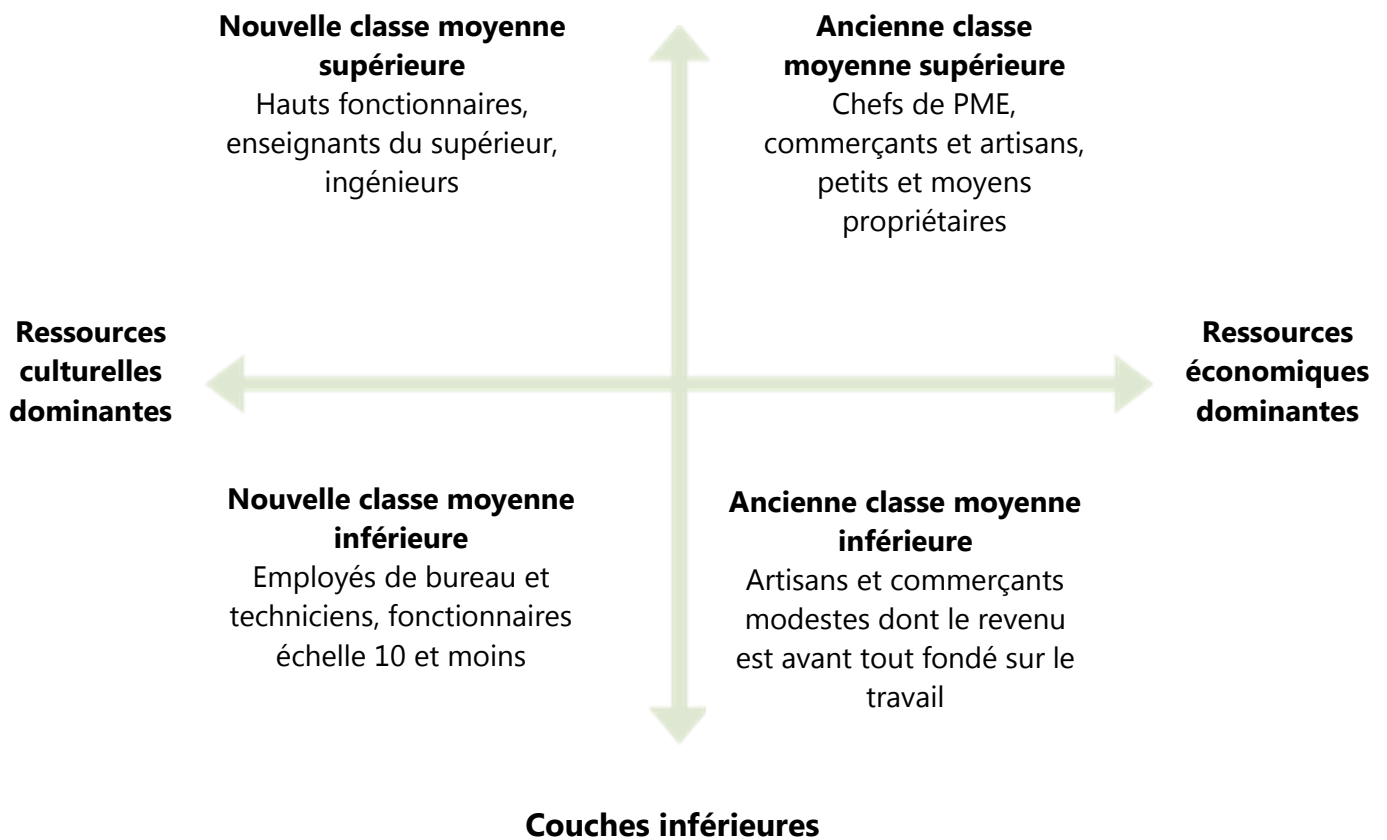 Nouvelle classe moyenne
supérieure
Hauts fonctionnaires,
enseignants du supérieur,
ingénieurs
Ancienne classe
moyenne supérieure
Chefs de PME,
commerçants et artisans,
petits et moyens
propriétaires
Ressources
culturelles
dominantes
Ressources
économiques
dominantes
Nouvelle classe moyenne
inférieure
Employés de bureau et
techniciens, fonctionnaires
échelle 10 et moins
Ancienne classe moyenne
inférieure
Artisans et commerçants
modestes dont le revenu
est avant tout fondé sur le
travail
Couches inférieures